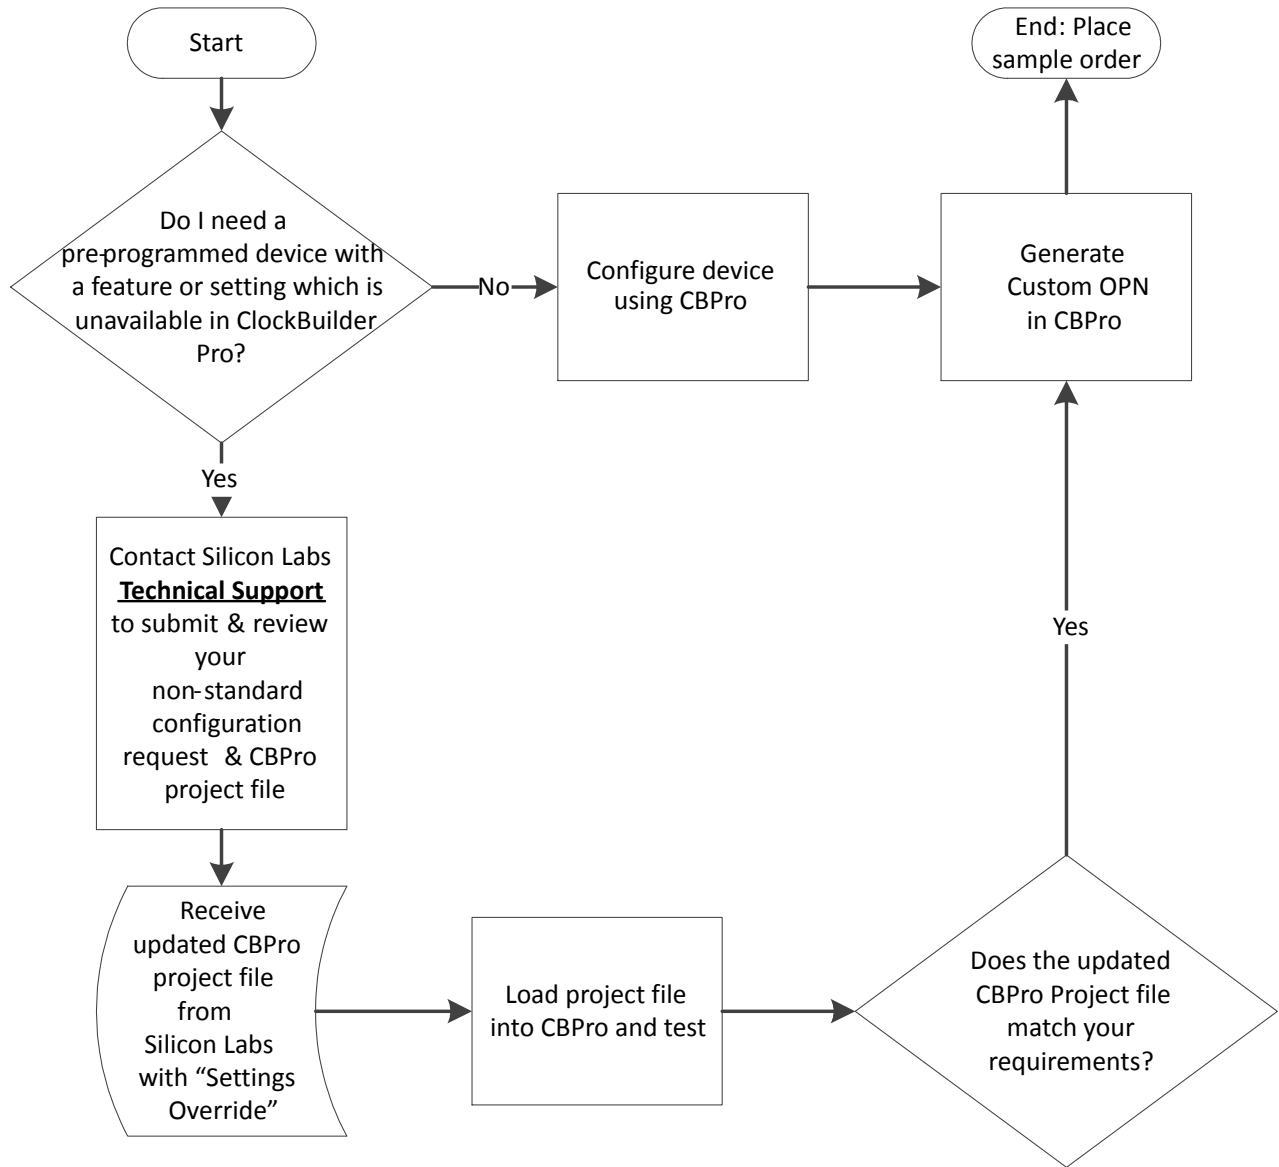 Start
End: Place
sample order
Do I need a
pre-programmed device with
a feature or setting which is
unavailable in ClockBuilder
Pro?
No
Configure device
using CBPro
Generate
Custom OPN
in CBPro
Yes
Contact Silicon Labs
Technical Support
to submit & review
your
non-standard
configuration
request & CBPro
project file
Yes
Receive
updated CBPro
project file
from
Silicon Labs
with “Settings
Override”
Load project file
into CBPro and test
Does the updated
CBPro Project file
match your
requirements?